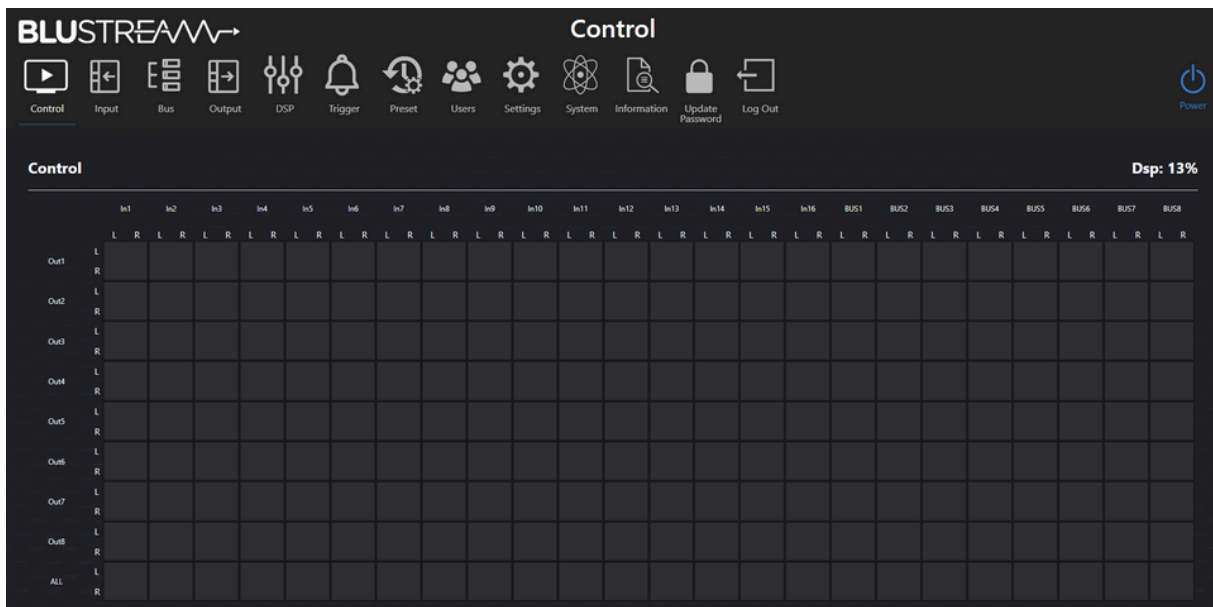 BLUSTREAM
Control
Control Input Bus Output DSP Trigger Preset Users Settings System Information Update Password Log Out Power
Control Dsp: 13%
In1 In2 In3 In4 In5 In6 In7 In8 In9 In10 In11 In12 In13 In14 In15 In16 BUS1 BUS2 BUS3 BUS4 BUS5 BUS6 BUS7 BUS8
L R L R L R L R L R L R L R L R L R L R L R L R L R L R L R L R L R L R L R L R L R L R L R L R
L
Out1
R
L
Out2
R
L
Out3
R
L
Out4
R
L
Out5
R
L
Out6
R
L
Out7
R
L
Out8
R
L
ALL
R